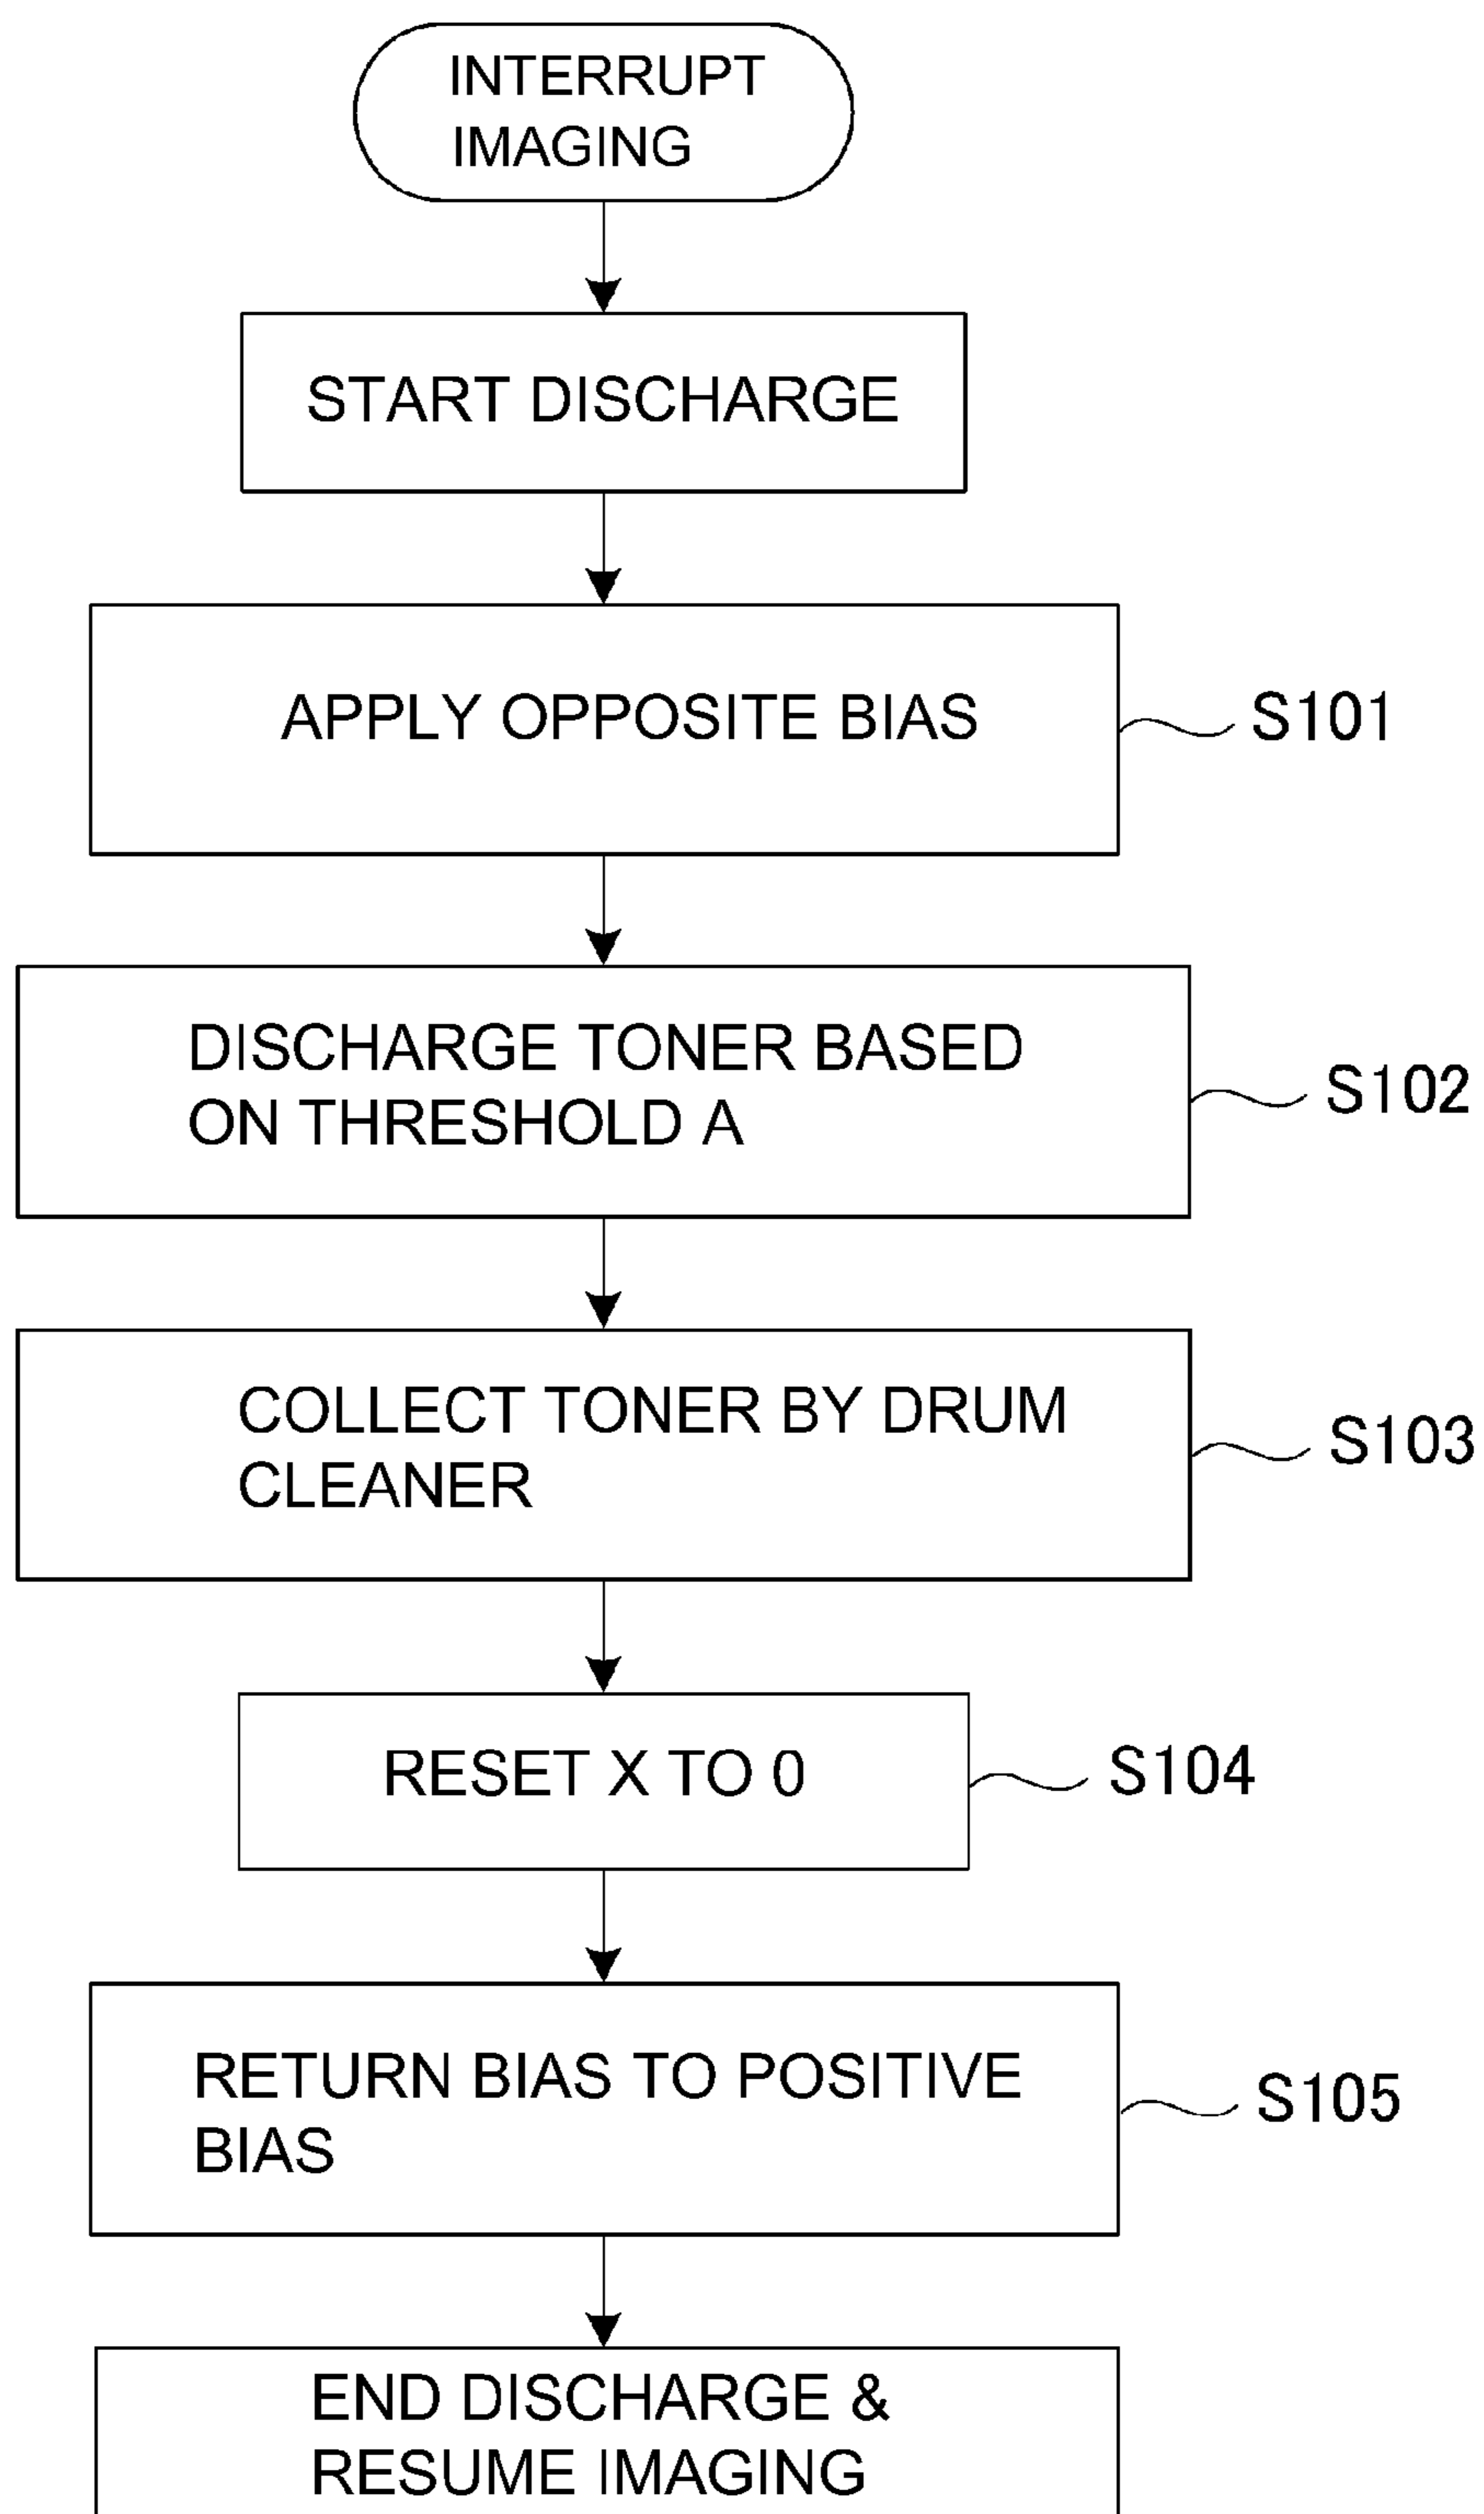 INTERRUPT
IMAGING
START DISCHARGE
APPLY OPPOSITE BIAS
S101
DISCHARGE TONER BASED
ON THRESHOLD A
S102
COLLECT TONER BY DRUM
CLEANER
S103
RESET X TO 0
S104
RETURN BIAS TO POSITIVE
BIAS
S105
END DISCHARGE &
RESUME IMAGING